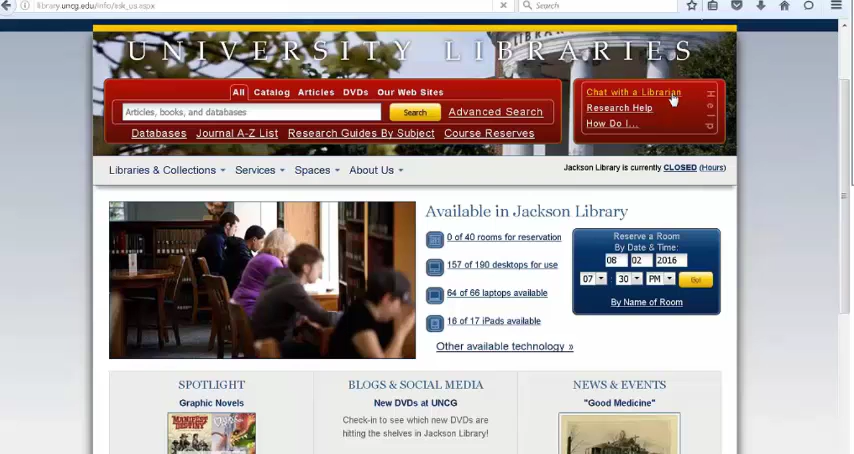 library.uncg.edu/info/ask_us.aspx
Search
UNIVERSITY LIBRARIES
All Catalog Articles DVDs Our Web Sites
Articles, books, and databases Search Advanced Search
Databases Journal A-Z List Research Guides By Subject Course Reserves
Chat with a Librarian
Research Help
How Do I...
Help
Libraries & Collections Services Spaces About Us
Jackson Library is currently CLOSED (Hours)
Available in Jackson Library
0 of 40 rooms for reservation
157 of 190 desktops for use
64 of 66 laptops available
16 of 17 iPads available
Other available technology »
Reserve a Room
By Date & Time:
08 02 2016
07 : 30 PM Go!
By Name of Room
SPOTLIGHT
Graphic Novels
MANIFEST
DESTINY
BLOGS & SOCIAL MEDIA
New DVDs at UNCG
Check-in to see which new DVDs are
hitting the shelves in Jackson Library!
NEWS & EVENTS
"Good Medicine"